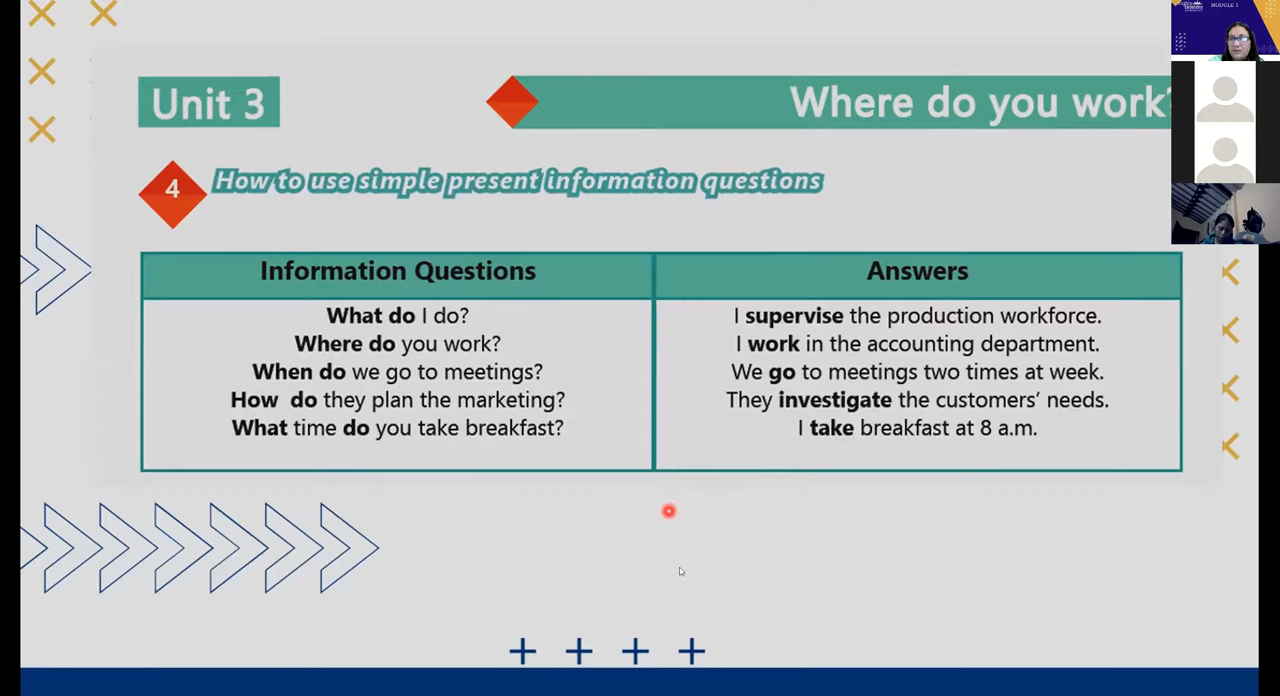 MODULE 1
Unit 3
Where do you work?
4
How to use simple present information questions
Information Questions
Answers
What do I do?
I supervise the production workforce.
Where do you work?
I work in the accounting department.
When do we go to meetings?
We go to meetings two times at week.
How do they plan the marketing?
They investigate the customers' needs.
What time do you take breakfast?
I take breakfast at 8 a.m.